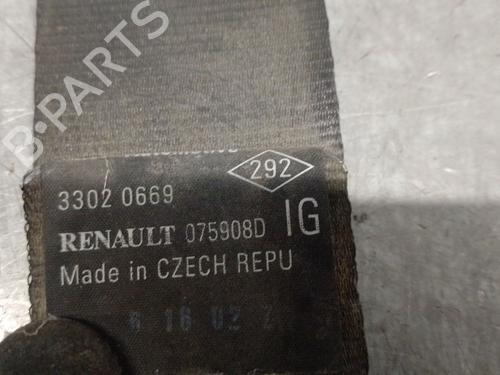 B-PARTS
292
3302 0669
RENAULT 075908D IG
Made in CZECH REPU